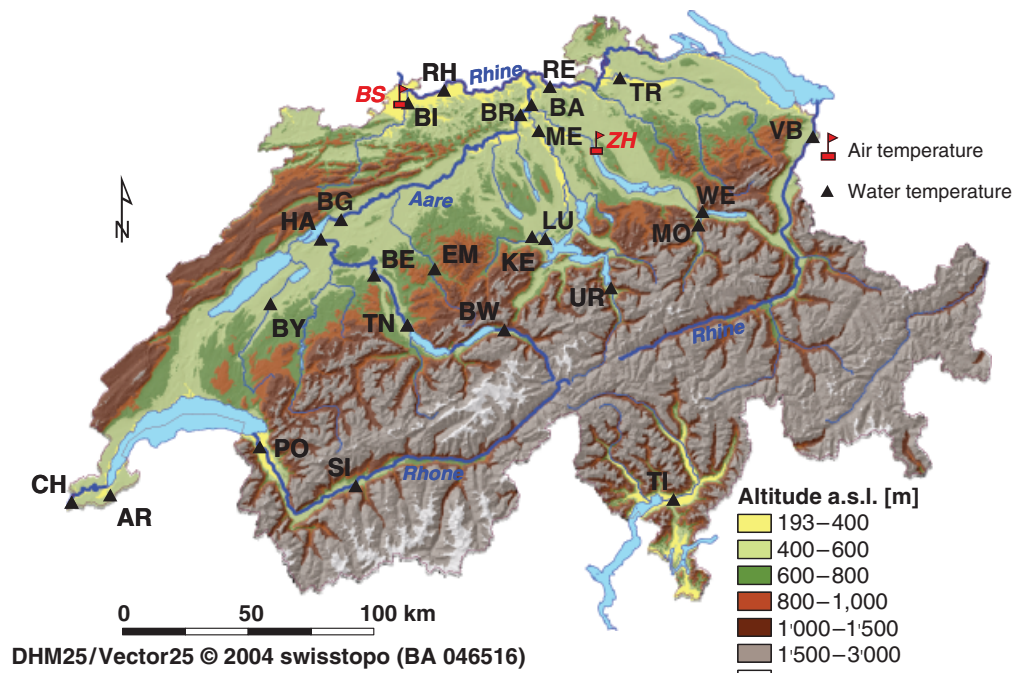 RH
Rhine
RE
BS
BI
BR
BA
TR
ME
ZH
VB
Air temperature
Water temperature
N
BG
Aare
HA
WE
LU
MO
KE
BE
EM
UR
BY
TN
BW
Rhine
PO
SI
Rhone
TI
CH
AR
Altitude a.s.l. [m]
193–400
400–600
600–800
800–1,000
1'000–1'500
1'500–3'000
0 50 100 km
DHM25/Vector25 © 2004 swisstopo (BA 046516)